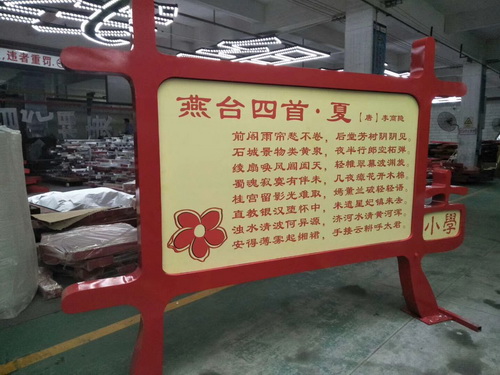 违者重罚
燕台四首·夏【唐】李商隐
前阁雨帘愁不卷，后堂芳树阴阴见。
石城景物类黄泉，夜半行郎空柘弹。
绫扇唤风阊阖天，轻帷翠幕波渊旋。
蜀魂寂寞有伴未，几夜瘴花开木棉。
桂宫留影光难取，嫣薰兰破轻轻语。
直教银汉堕怀中，未遣星妃镇来去。
浊水清波何异源，济河水清黄河浑。
安得薄雾起缃裙，手接云軿呼太君。
小學